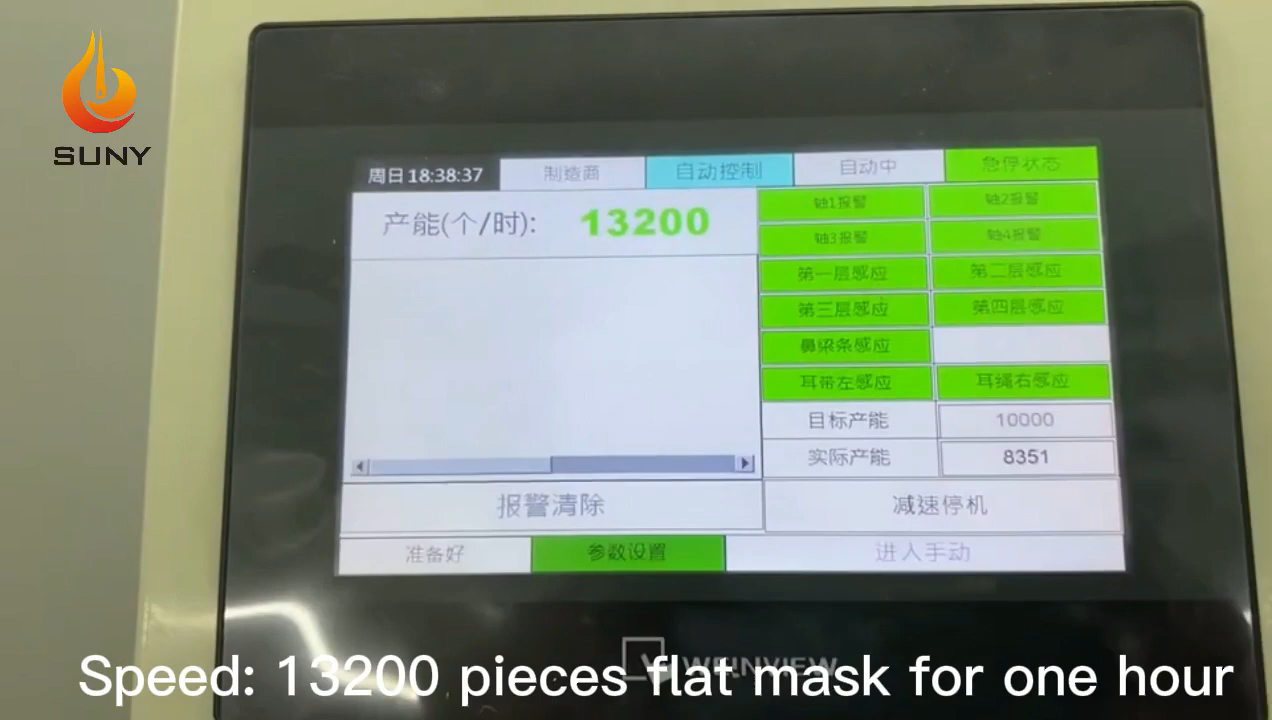 SUNY
周日 18:38:37 制造商 自动控制 自动中 急停状态
产能(个/时): 13200
轴1报警 轴2报警
轴3报警 轴4报警
第一层感应 第二层感应
第三层感应 第四层感应
鼻梁条感应
耳带左感应 耳绳右感应
目标产能 10000
实际产能 8351
报警清除 减速停机
准备好 参数设置 进入手动
WEINVIEW
Speed: 13200 pieces flat mask for one hour